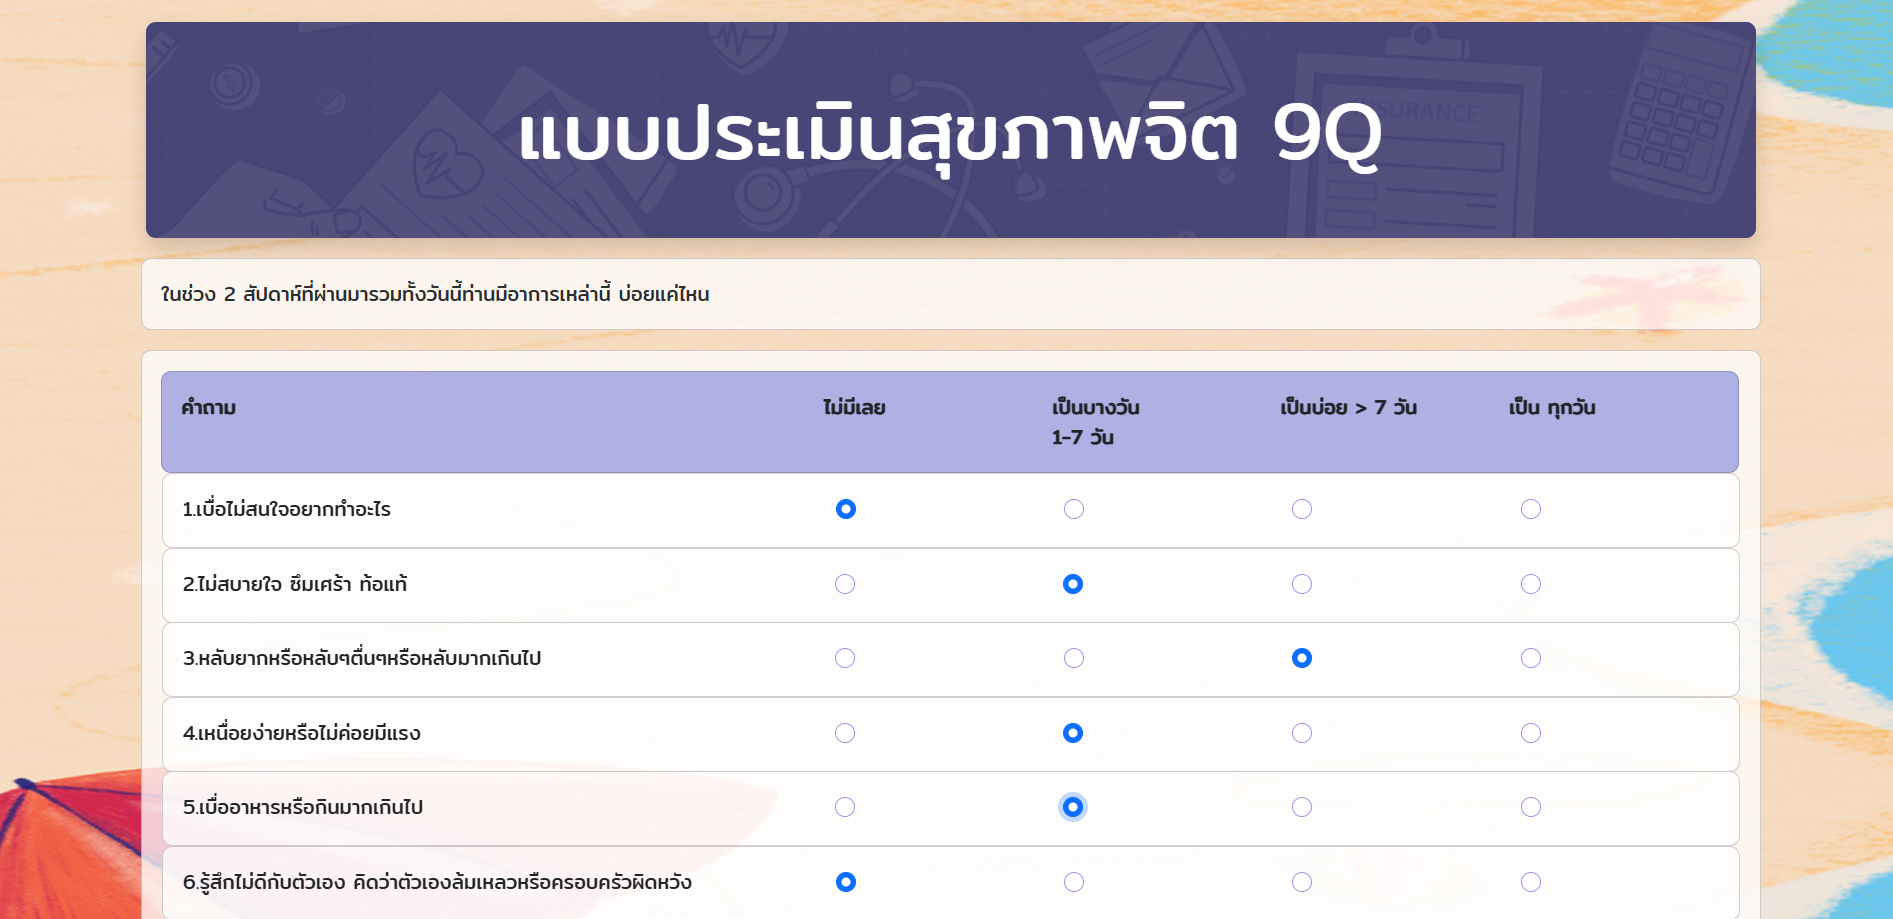 แบบประเมินสุขภาพจิต 9Q
INSURANCE
ในช่วง 2 สัปดาห์ที่ผ่านมารวมทั้งวันนี้ท่านมีอาการเหล่านี้ บ่อยแค่ไหน
คำถาม ไม่มีเลย เป็นบางวัน เป็นบ่อย > 7 วัน เป็น ทุกวัน
1-7 วัน
1.เบื่อไม่สนใจอยากทำอะไร
2.ไม่สบายใจ ซึมเศร้า ท้อแท้
3.หลับยากหรือหลับๆตื่นๆหรือหลับมากเกินไป
4.เหนื่อยง่ายหรือไม่ค่อยมีแรง
5.เบื่ออาหารหรือกินมากเกินไป
6.รู้สึกไม่ดีกับตัวเอง คิดว่าตัวเองล้มเหลวหรือครอบครัวผิดหวัง